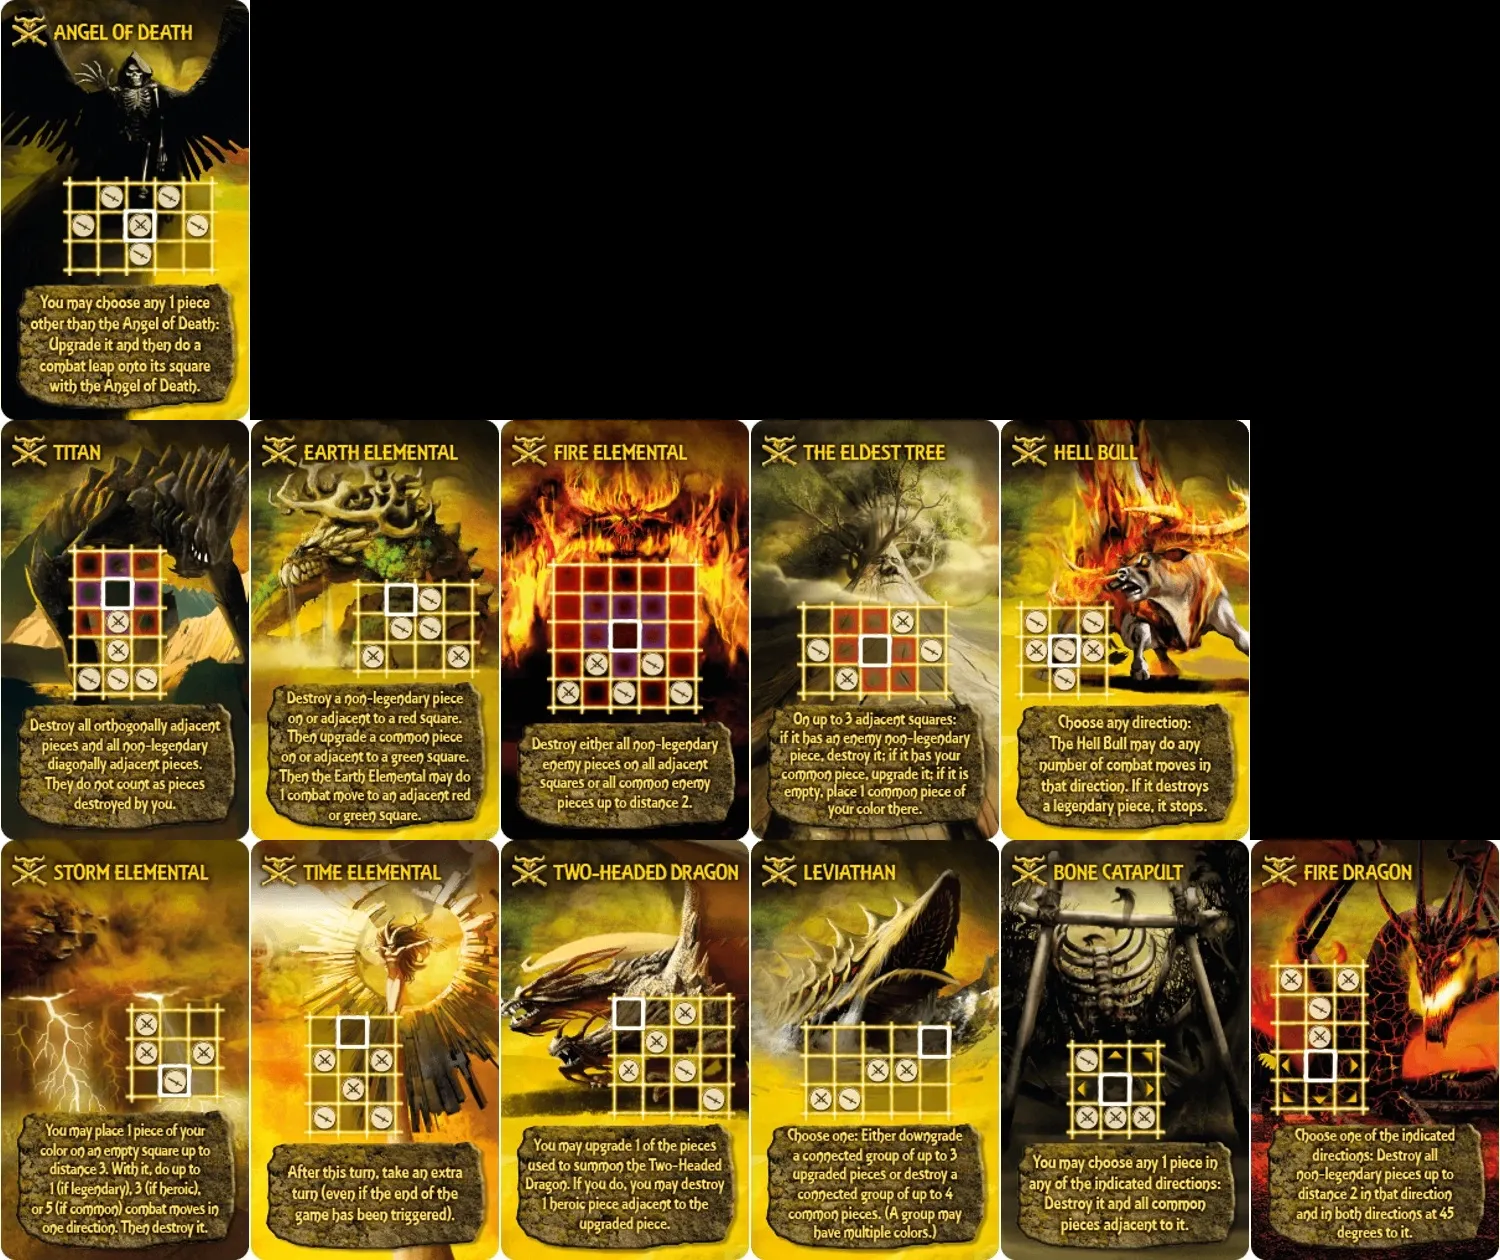 ANGEL OF DEATH
You may choose any 1 piece
other than the Angel of Death:
Upgrade it and then do a
combat leap onto its square
with the Angel of Death.
TITAN
Destroy all orthogonally adjacent
pieces and all non-legendary
diagonally adjacent pieces.
They do not count as pieces
destroyed by you.
EARTH ELEMENTAL
Destroy a non-legendary piece
on or adjacent to a red square.
Then upgrade a common piece
on or adjacent to a green square.
Then the Earth Elemental may do
1 combat move to an adjacent red
or green square.
FIRE ELEMENTAL
Destroy either all non-legendary
enemy pieces on all adjacent
squares or all common enemy
pieces up to distance 2.
THE ELDEST TREE
On up to 3 adjacent squares:
if it has an enemy non-legendary
piece, destroy it; if it has your
common piece, upgrade it; if it is
empty, place 1 common piece of
your color there.
HELL BULL
Choose any direction:
The Hell Bull may do any
number of combat moves in
that direction. If it destroys
a legendary piece, it stops.
STORM ELEMENTAL
You may place 1 piece of your
color on an empty square up to
distance 3. With it, do up to
1 (if legendary), 3 (if heroic),
or 5 (if common) combat moves in
one direction. Then destroy it.
TIME ELEMENTAL
After this turn, take an extra
turn (even if the end of the
game has been triggered).
TWO-HEADED DRAGON
You may upgrade 1 of the pieces
used to summon the Two-Headed
Dragon. If you do, you may destroy
1 heroic piece adjacent to the
upgraded piece.
LEVIATHAN
Choose one: Either downgrade
a connected group of up to 3
upgraded pieces or destroy a
connected group of up to 4
common pieces. (A group may
have multiple colors.)
BONE CATAPULT
You may choose any 1 piece in
any of the indicated directions:
Destroy it and all common
pieces adjacent to it.
FIRE DRAGON
Choose one of the indicated
directions: Destroy all
non-legendary pieces up to
distance 2 in that direction
and in both directions at 45
degrees to it.